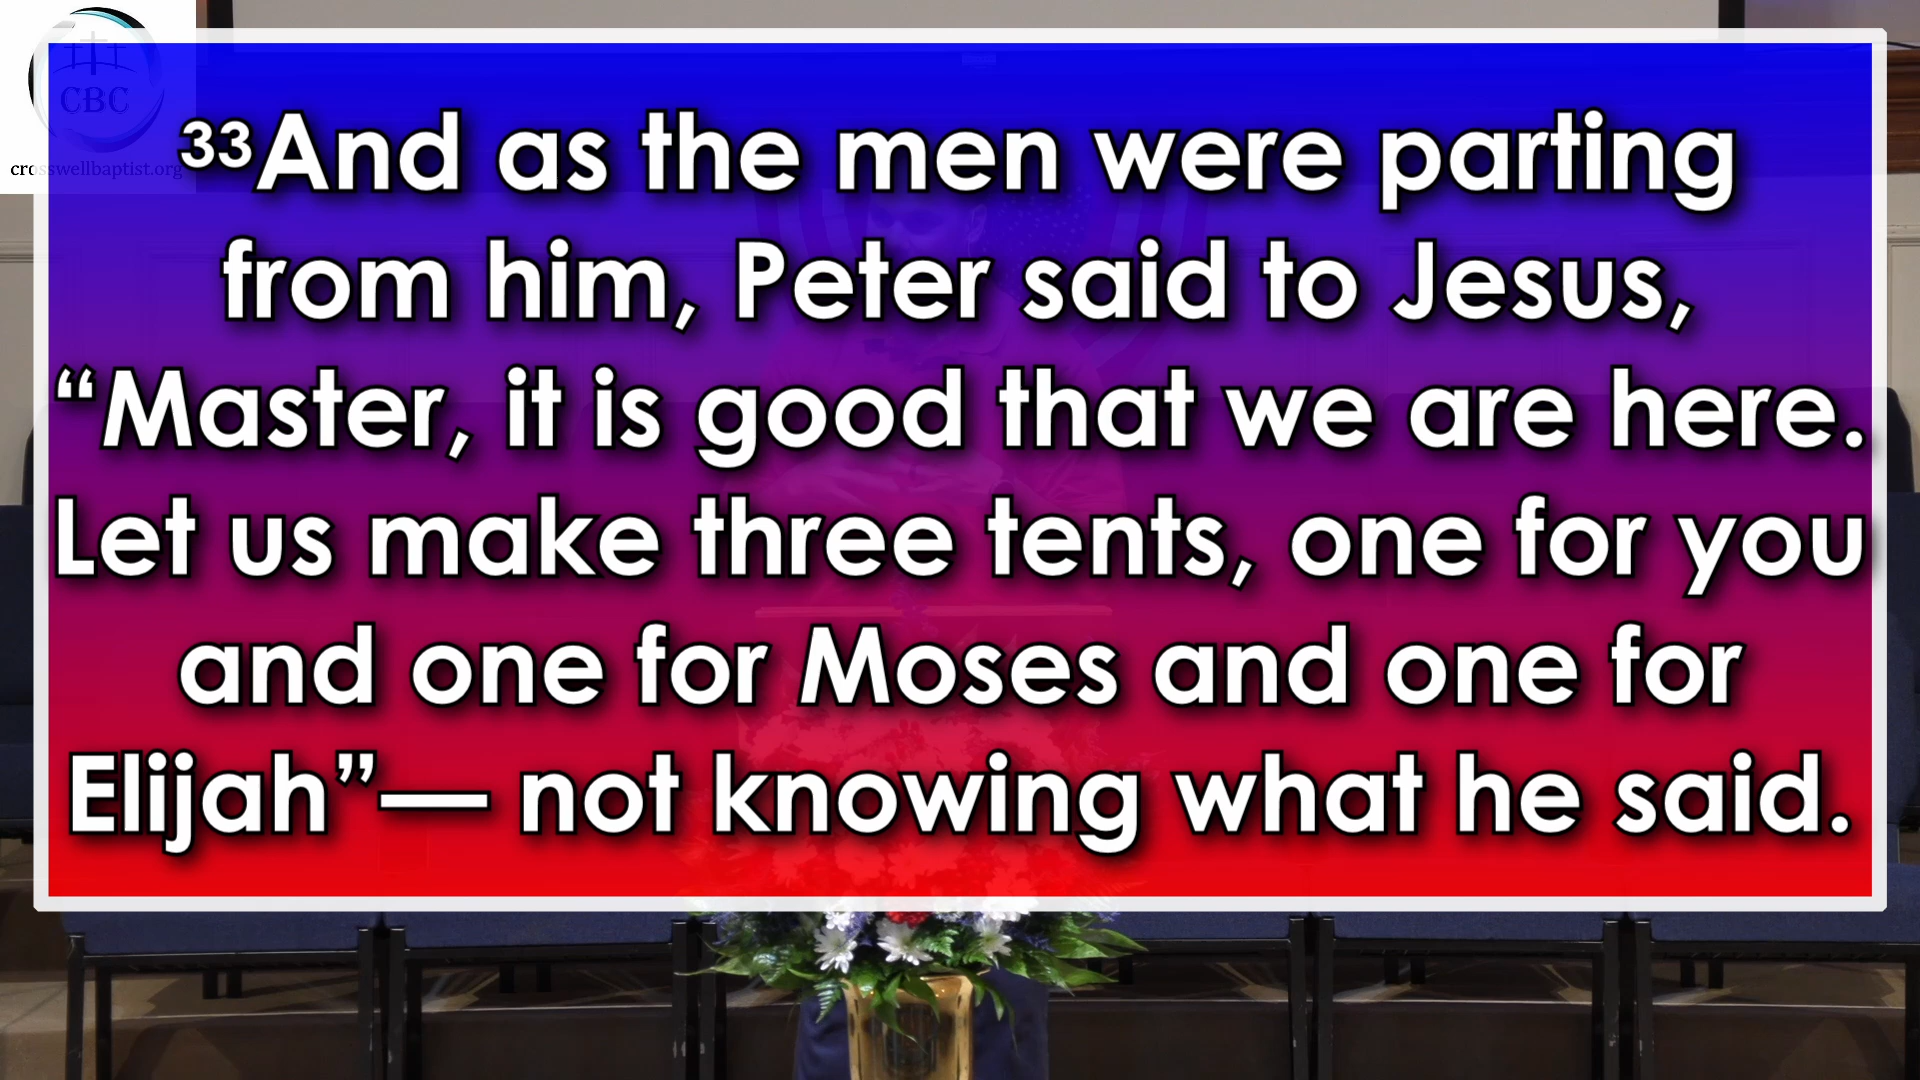 CBC
crosswellbaptist.org
³³And as the men were parting
from him, Peter said to Jesus,
“Master, it is good that we are here.
Let us make three tents, one for you
and one for Moses and one for
Elijah”— not knowing what he said.